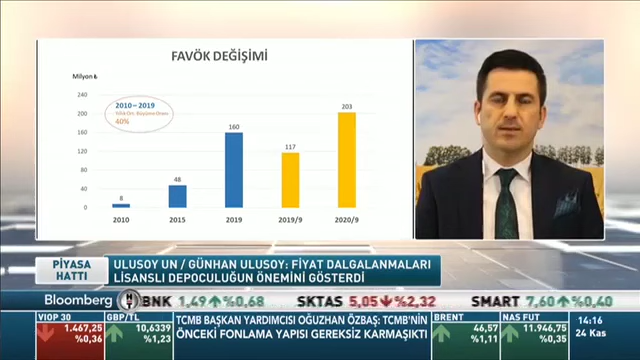 FAVÖK DEĞİŞİMİ
Milyon ₺
240
200
160
120
80
40
0
2010 – 2019
Yıllık Ort. Büyüme Oranı
40%
8
48
160
117
203
2010
2015
2019
2019/9
2020/9
PİYASA HATTI
ULUSOY UN / GÜNHAN ULUSOY: FİYAT DALGALANMALARI
LİSANSLI DEPOCULUĞUN ÖNEMİNİ GÖSTERDİ
Bloomberg HT
BNK 1,49 %0,68 SKTAS 5,05 %2,32 SMART 7,60 %0,40
VIOP 30 1.467,25 %0,36
GBP/TL 10,6339 %1,23
TCMB BAŞKAN YARDIMCISI OĞUZHAN ÖZBAŞ: TCMB'NİN
ÖNCEKİ FONLAMA YAPISI GEREKSİZ KARMAŞIKTI
BRENT 46,57 %1,11
NAS FUT 11.946,75 %0,35
14:16
24 Kas